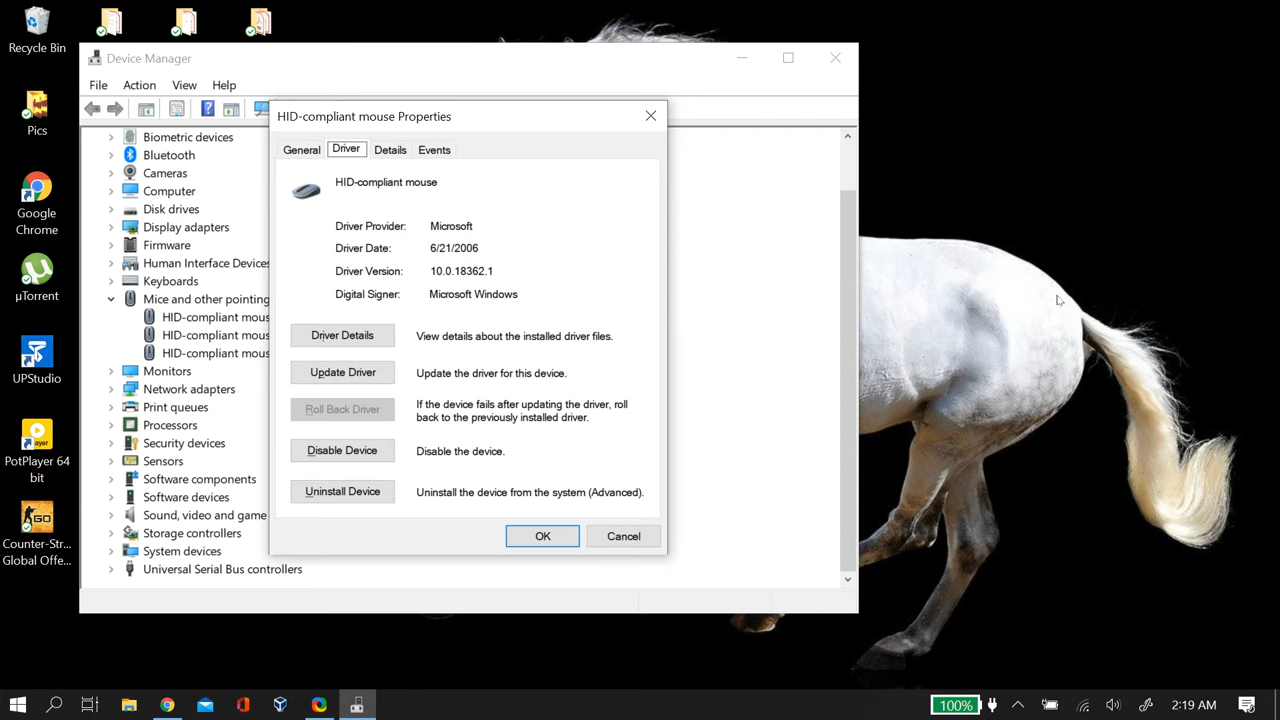 Recycle Bin
Pics
Google
Chrome
µTorrent
UPStudio
PotPlayer 64
bit
GO
Counter-Str...
Global Offe...
Device Manager
File Action View Help
Biometric devices
Bluetooth
Cameras
Computer
Disk drives
Display adapters
Firmware
Human Interface Devices
Keyboards
Mice and other pointing
HID-compliant mous
HID-compliant mous
HID-compliant mous
Monitors
Network adapters
Print queues
Processors
Security devices
Sensors
Software components
Software devices
Sound, video and game
Storage controllers
System devices
Universal Serial Bus controllers
HID-compliant mouse Properties
General Driver Details Events
HID-compliant mouse
Driver Provider: Microsoft
Driver Date: 6/21/2006
Driver Version: 10.0.18362.1
Digital Signer: Microsoft Windows
Driver Details View details about the installed driver files.
Update Driver Update the driver for this device.
Roll Back Driver If the device fails after updating the driver, roll
back to the previously installed driver.
Disable Device Disable the device.
Uninstall Device Uninstall the device from the system (Advanced).
OK Cancel
100% 2:19 AM